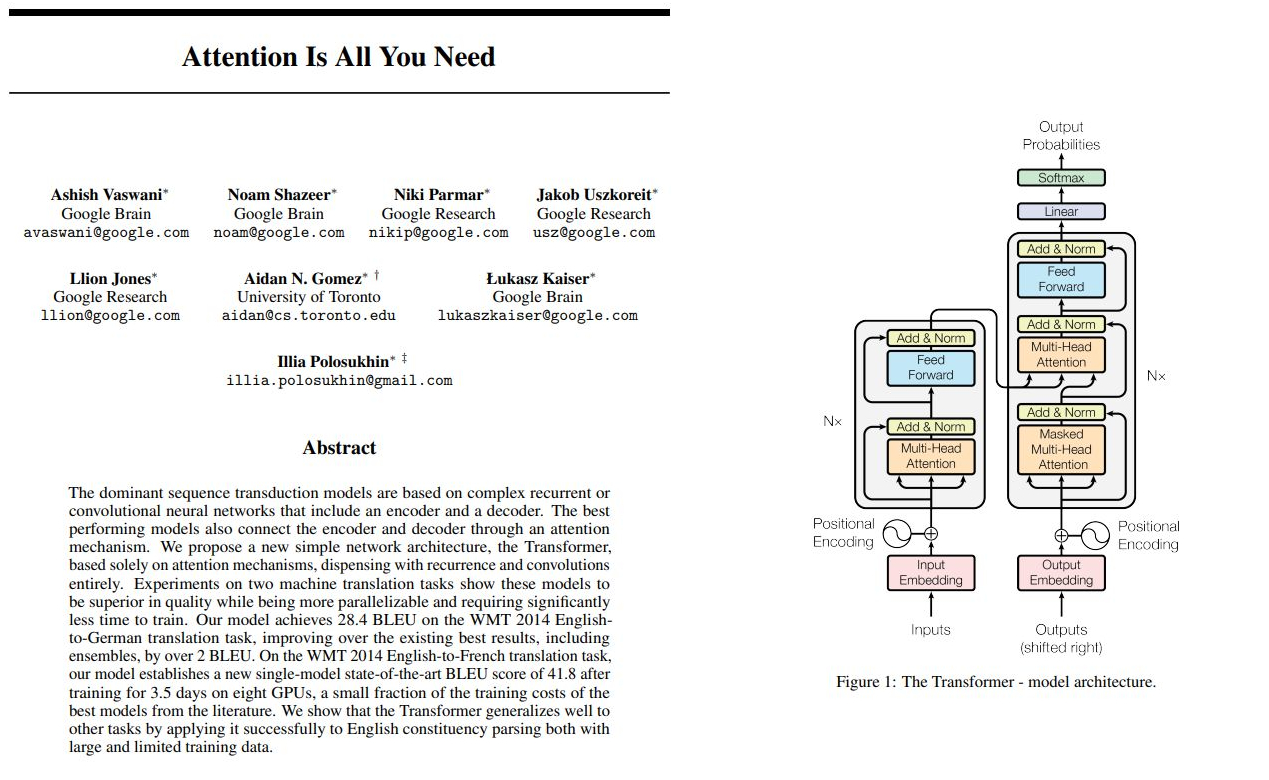 Attention Is All You Need
Ashish Vaswani*
Google Brain
avaswani@google.com
Noam Shazeer*
Google Brain
noam@google.com
Niki Parmar*
Google Research
nikip@google.com
Jakob Uszkoreit*
Google Research
usz@google.com
Llion Jones*
Google Research
llion@google.com
Aidan N. Gomez* †
University of Toronto
aidan@cs.toronto.edu
Łukasz Kaiser*
Google Brain
lukaszkaiser@google.com
Illia Polosukhin* ‡
illia.polosukhin@gmail.com
Abstract
The dominant sequence transduction models are based on complex recurrent or
convolutional neural networks that include an encoder and a decoder. The best
performing models also connect the encoder and decoder through an attention
mechanism. We propose a new simple network architecture, the Transformer,
based solely on attention mechanisms, dispensing with recurrence and convolutions
entirely. Experiments on two machine translation tasks show these models to
be superior in quality while being more parallelizable and requiring significantly
less time to train. Our model achieves 28.4 BLEU on the WMT 2014 English-
to-German translation task, improving over the existing best results, including
ensembles, by over 2 BLEU. On the WMT 2014 English-to-French translation task,
our model establishes a new single-model state-of-the-art BLEU score of 41.8 after
training for 3.5 days on eight GPUs, a small fraction of the training costs of the
best models from the literature. We show that the Transformer generalizes well to
other tasks by applying it successfully to English constituency parsing both with
large and limited training data.
Output
Probabilities
Softmax
Linear
Add & Norm
Feed
Forward
Add & Norm
Multi-Head
Attention
Add & Norm
Masked
Multi-Head
Attention
N×
Positional
Encoding
Output
Embedding
Outputs
(shifted right)
Add & Norm
Feed
Forward
Add & Norm
Multi-Head
Attention
N×
Positional
Encoding
Input
Embedding
Inputs
Figure 1: The Transformer - model architecture.